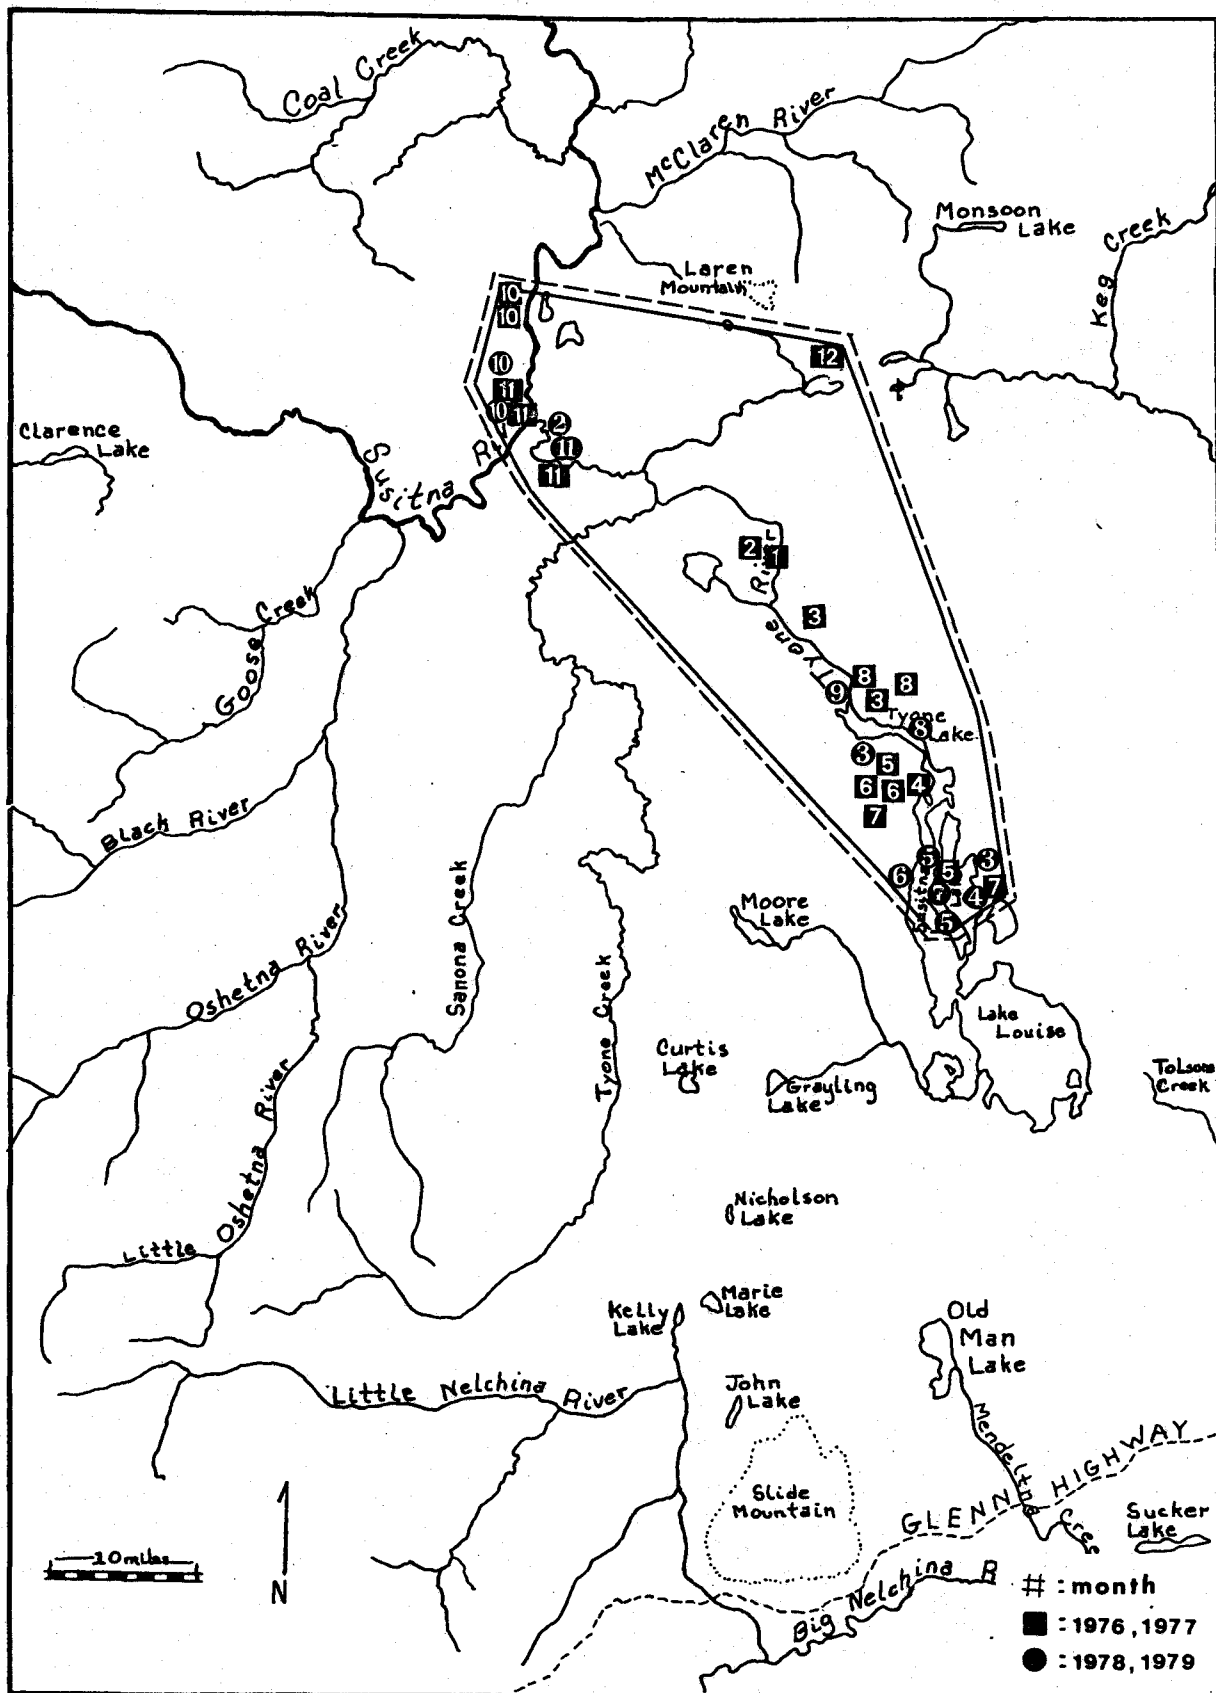 Coal Creek
McClaren River
Monsoon
Lake
Keg Creek
Laren
Mountain
10
10
12
10
11
10
11
2
11
11
Clarence
Lake
Susitna R.
2
1
3
Tyone River
8
8
9
3
Tyone
Lake
8
3
5
6
6
4
7
Goose Creek
Black River
5
3
6
5
7
4
5
Susitna
Moore
Lake
Sanona Creek
Tyone Creek
Oshetna River
Lake
Louise
Curtis
Lake
Grayling
Lake
Tolsona
Creek
Little Oshetna River
Nicholson
Lake
Marie
Lake
Kelly
Lake
Old
Man
Lake
Little Nelchina River
John
Lake
Mendeltna Cree
Slide
Mountain
GLENN HIGHWAY
Sucker
Lake
Big Nelchina R
10 miles
N
# : month
: 1976, 1977
: 1978, 1979